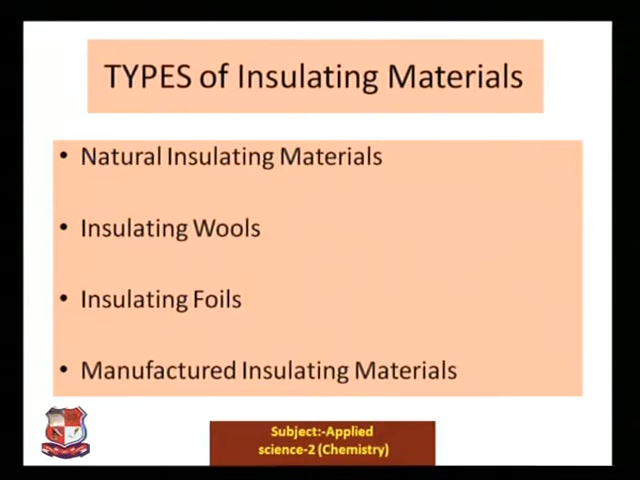 TYPES of Insulating Materials
• Natural Insulating Materials
• Insulating Wools
• Insulating Foils
• Manufactured Insulating Materials
Subject:-Applied
science-2 (Chemistry)